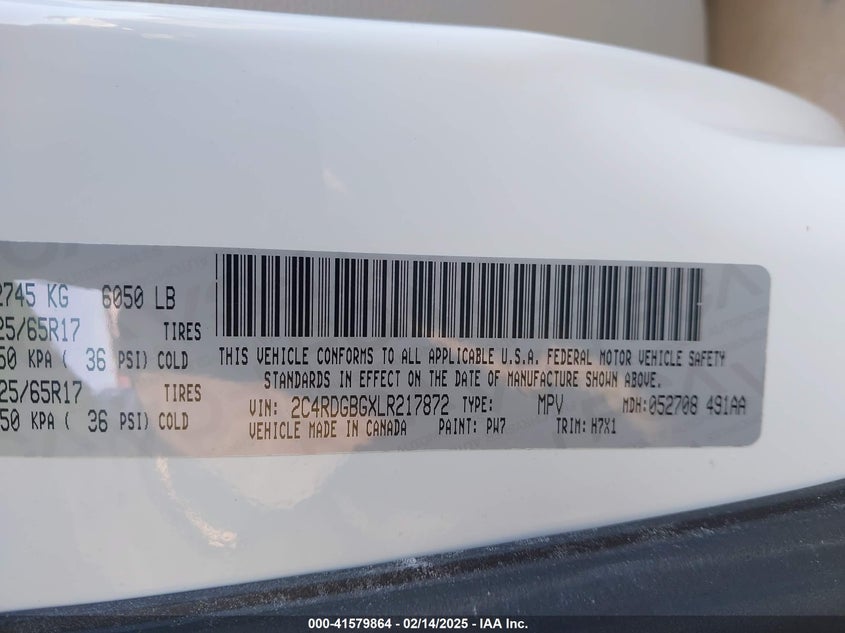 2745 KG 6050 LB
25/65R17 TIRES
50 KPA ( 36 PSI) COLD
25/65R17 TIRES
50 KPA ( 36 PSI) COLD
THIS VEHICLE CONFORMS TO ALL APPLICABLE U.S.A. FEDERAL MOTOR VEHICLE SAFETY
STANDARDS IN EFFECT ON THE DATE OF MANUFACTURE SHOWN ABOVE.
VIN: 2C4RDGBGXLR217872 TYPE: MPV MDH:052708 491AA
VEHICLE MADE IN CANADA PAINT: PW7 TRIM: H7X1
000-41579864 - 02/14/2025 - IAA Inc.